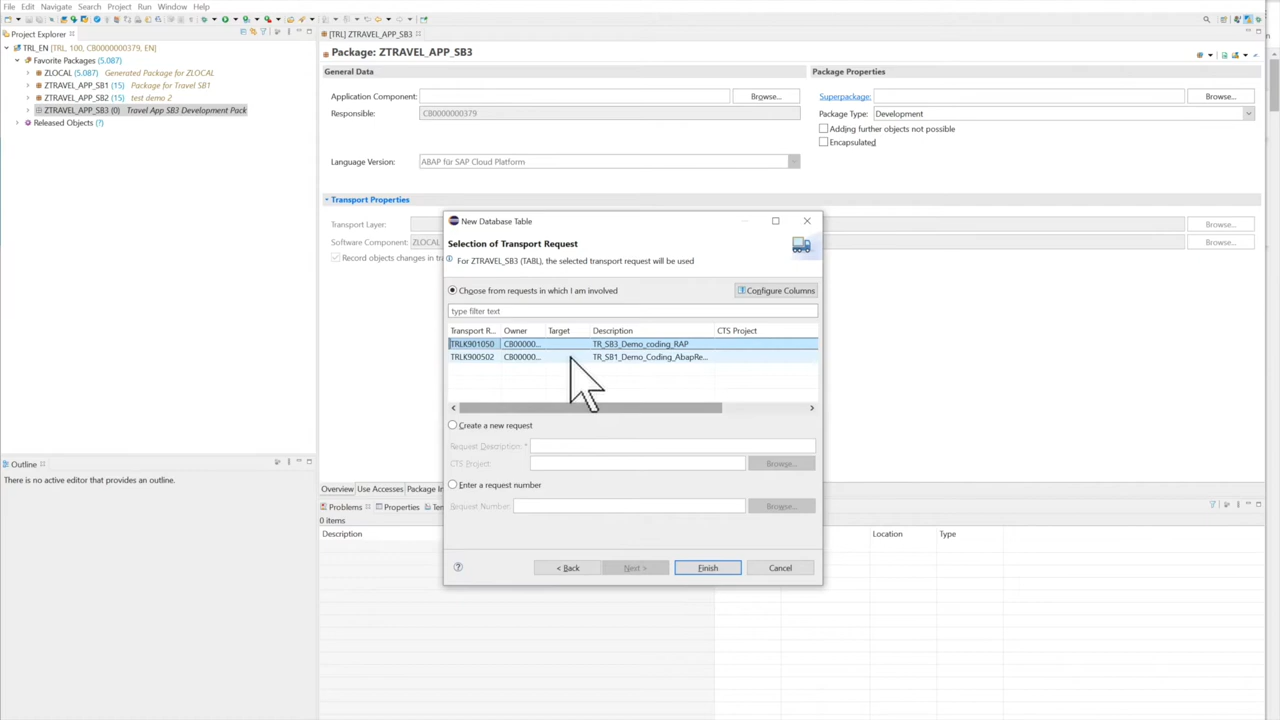 File Edit Navigate Search Project Run Window Help
Project Explorer
[TRL] ZTRAVEL_APP_SB3
TRL_EN [TRL, 100, CB0000000379, EN]
Favorite Packages (5.087)
ZLOCAL (5.087) Generated Package for ZLOCAL
ZTRAVEL_APP_SB1 (15) Package for Travel SB1
ZTRAVEL_APP_SB2 (15) test demo 2
ZTRAVEL_APP_SB3 (0) Travel App SB3 Development Pack
Released Objects (?)
Package: ZTRAVEL_APP_SB3
General Data
Package Properties
Application Component:
Browse...
Superpackage:
Browse...
Responsible:
CB0000000379
Package Type:
Development
Adding further objects not possible
Encapsulated
Language Version:
ABAP für SAP Cloud Platform
Transport Properties
Transport Layer:
Browse...
Software Component:
ZLOCAL
Browse...
Record objects changes in tr
New Database Table
Selection of Transport Request
For ZTRAVEL_SB3 (TABL), the selected transport request will be used
Choose from requests in which I am involved
Configure Columns
type filter text
Transport R... Owner Target Description CTS Project
TRLK901050 CB00000... TR_SB3_Demo_coding_RAP
TRLK900502 CB00000... TR_SB1_Demo_Coding_AbapRe...
Create a new request
Request Description: *
CTS Project:
Browse...
Enter a request number
Request Number:
Browse...
< Back Next > Finish Cancel
Outline
There is no active editor that provides an outline.
Overview Use Accesses Package In
Problems Properties Tem
0 items
Description Location Type